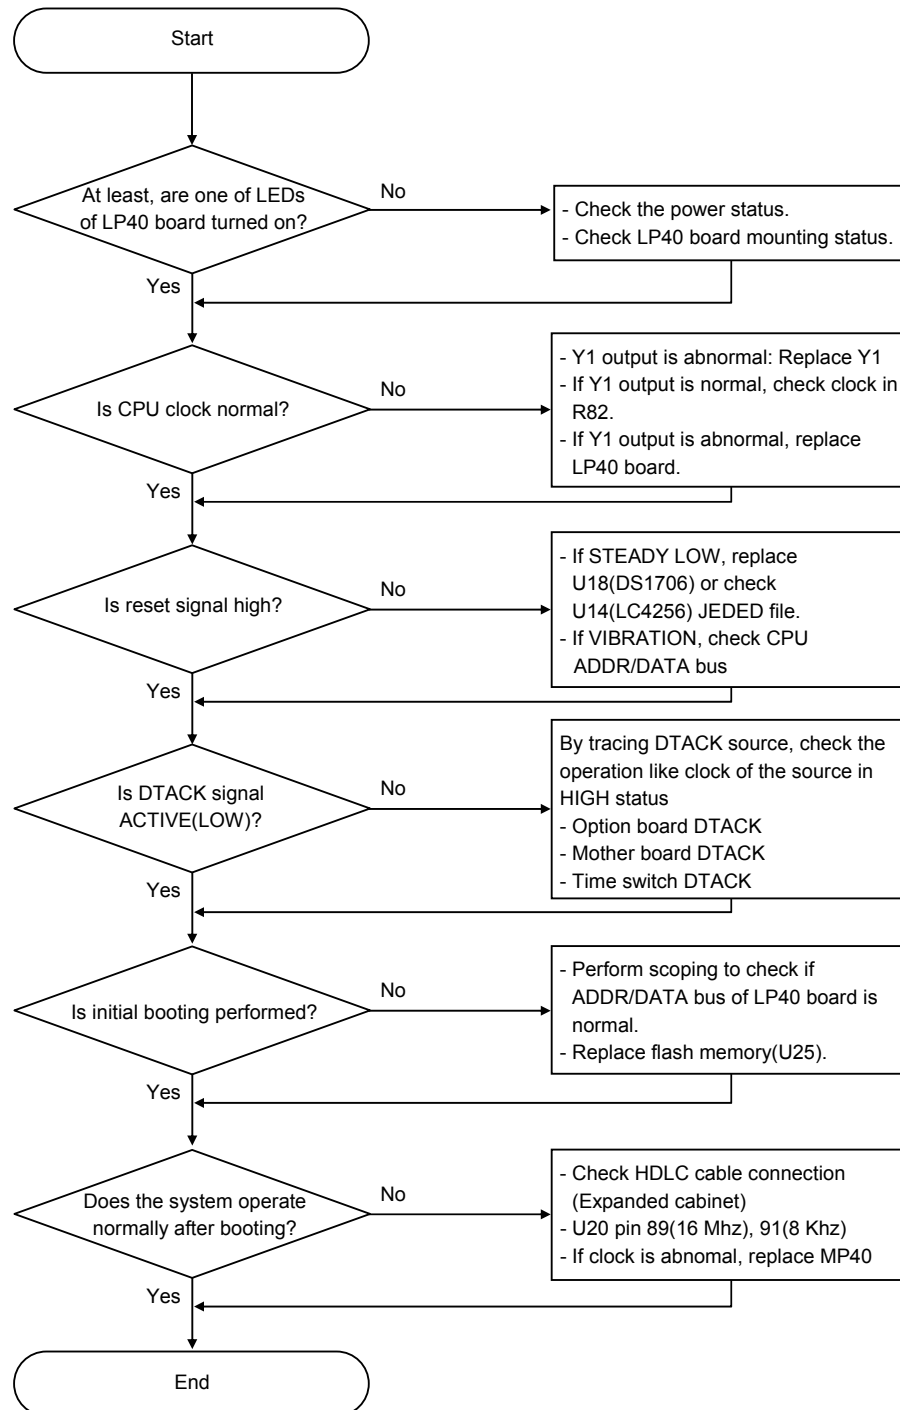 Start
At least, are one of LEDs
of LP40 board turned on?
No
- Check the power status.
- Check LP40 board mounting status.
Yes
Is CPU clock normal?
No
- Y1 output is abnormal: Replace Y1
- If Y1 output is normal, check clock in
R82.
- If Y1 output is abnormal, replace
LP40 board.
Yes
Is reset signal high?
No
- If STEADY LOW, replace
U18(DS1706) or check
U14(LC4256) JEDED file.
- If VIBRATION, check CPU
ADDR/DATA bus
Yes
Is DTACK signal
ACTIVE(LOW)?
No
By tracing DTACK source, check the
operation like clock of the source in
HIGH status
- Option board DTACK
- Mother board DTACK
- Time switch DTACK
Yes
Is initial booting performed?
No
- Perform scoping to check if
ADDR/DATA bus of LP40 board is
normal.
- Replace flash memory(U25).
Yes
Does the system operate
normally after booting?
No
- Check HDLC cable connection
(Expanded cabinet)
- U20 pin 89(16 Mhz), 91(8 Khz)
- If clock is abnomal, replace MP40
Yes
End